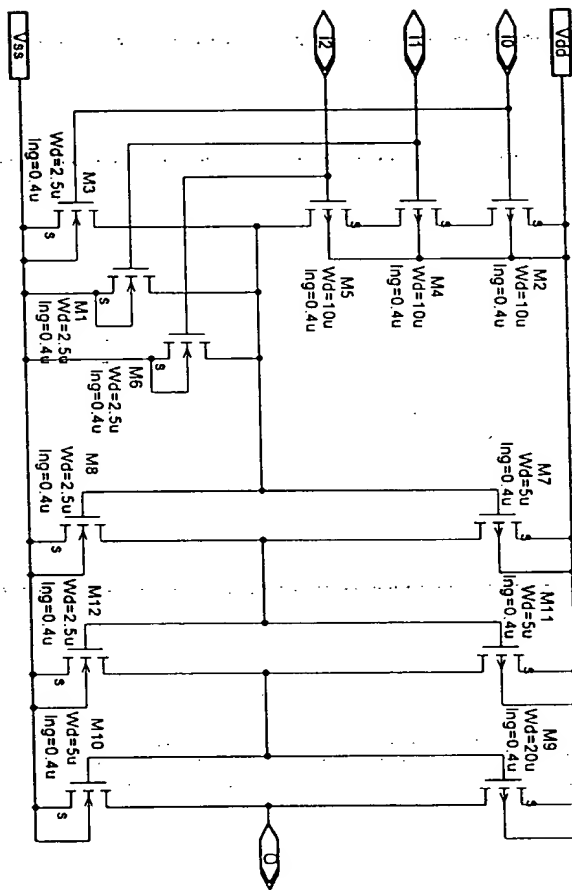 Vdd
I0
I1
I2
Vss
M2
Wd=10u
lng=0.4u
s
M4
Wd=10u
lng=0.4u
s
M5
Wd=10u
lng=0.4u
s
M3
Wd=2.5u
lng=0.4u
s
M1
Wd=2.5u
lng=0.4u
s
M6
Wd=2.5u
lng=0.4u
s
M7
Wd=5u
lng=0.4u
s
M8
Wd=2.5u
lng=0.4u
s
M11
Wd=5u
lng=0.4u
s
M12
Wd=2.5u
lng=0.4u
s
M9
Wd=20u
lng=0.4u
s
M10
Wd=5u
lng=0.4u
s
O